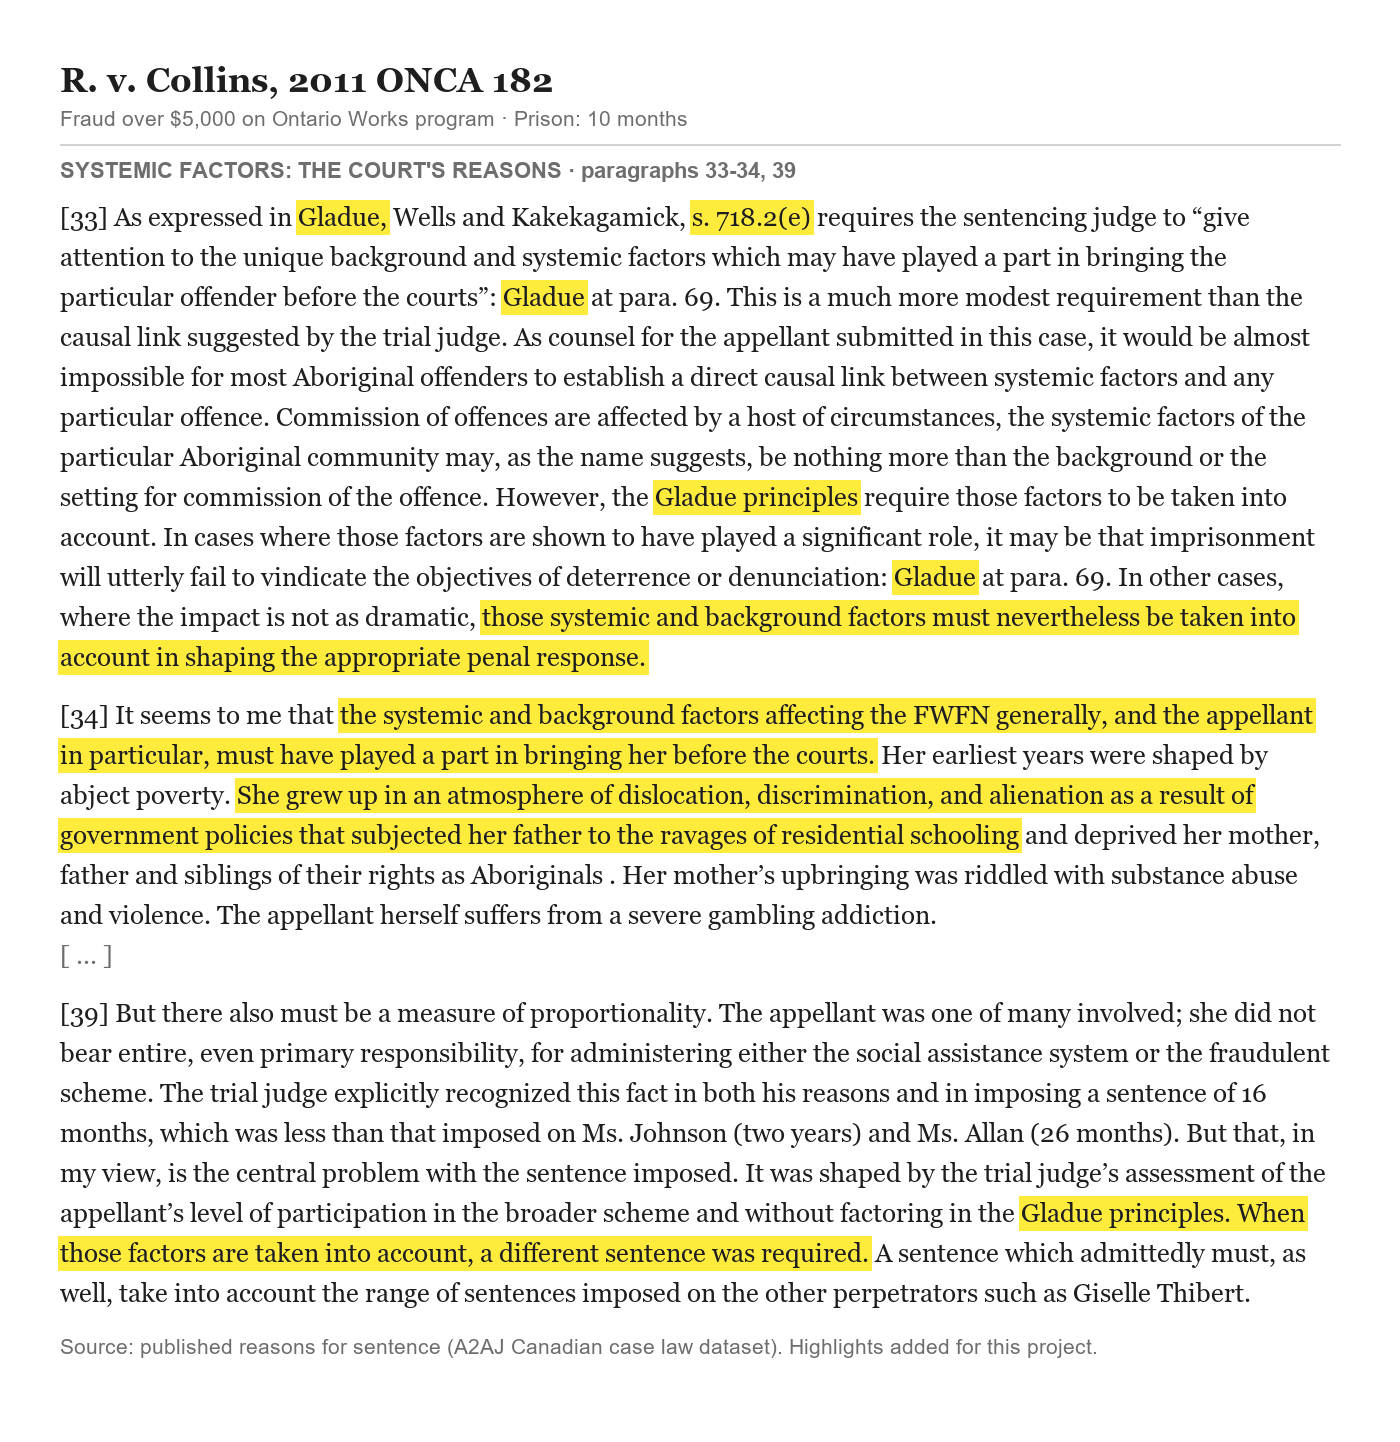 R. v. Collins, 2011 ONCA 182
Fraud over $5,000 on Ontario Works program · Prison: 10 months
SYSTEMIC FACTORS: THE COURT'S REASONS · paragraphs 33-34, 39
[33] As expressed in Gladue, Wells and Kakekagamick, s. 718.2(e) requires the sentencing judge to “give
attention to the unique background and systemic factors which may have played a part in bringing the
particular offender before the courts”: Gladue at para. 69. This is a much more modest requirement than the
causal link suggested by the trial judge. As counsel for the appellant submitted in this case, it would be almost
impossible for most Aboriginal offenders to establish a direct causal link between systemic factors and any
particular offence. Commission of offences are affected by a host of circumstances, the systemic factors of the
particular Aboriginal community may, as the name suggests, be nothing more than the background or the
setting for commission of the offence. However, the Gladue principles require those factors to be taken into
account. In cases where those factors are shown to have played a significant role, it may be that imprisonment
will utterly fail to vindicate the objectives of deterrence or denunciation: Gladue at para. 69. In other cases,
where the impact is not as dramatic, those systemic and background factors must nevertheless be taken into
account in shaping the appropriate penal response.
[34] It seems to me that the systemic and background factors affecting the FWFN generally, and the appellant
in particular, must have played a part in bringing her before the courts. Her earliest years were shaped by
abject poverty. She grew up in an atmosphere of dislocation, discrimination, and alienation as a result of
government policies that subjected her father to the ravages of residential schooling and deprived her mother,
father and siblings of their rights as Aboriginals . Her mother’s upbringing was riddled with substance abuse
and violence. The appellant herself suffers from a severe gambling addiction.
[ ... ]
[39] But there also must be a measure of proportionality. The appellant was one of many involved; she did not
bear entire, even primary responsibility, for administering either the social assistance system or the fraudulent
scheme. The trial judge explicitly recognized this fact in both his reasons and in imposing a sentence of 16
months, which was less than that imposed on Ms. Johnson (two years) and Ms. Allan (26 months). But that, in
my view, is the central problem with the sentence imposed. It was shaped by the trial judge’s assessment of the
appellant’s level of participation in the broader scheme and without factoring in the Gladue principles. When
those factors are taken into account, a different sentence was required. A sentence which admittedly must, as
well, take into account the range of sentences imposed on the other perpetrators such as Giselle Thibert.
Source: published reasons for sentence (A2AJ Canadian case law dataset). Highlights added for this project.